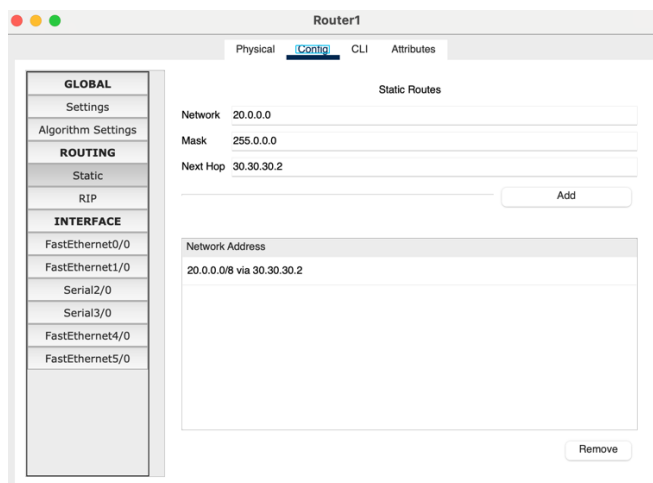 Router1
Physical Config CLI Attributes
GLOBAL
Settings
Algorithm Settings
ROUTING
Static
RIP
INTERFACE
FastEthernet0/0
FastEthernet1/0
Serial2/0
Serial3/0
FastEthernet4/0
FastEthernet5/0
Static Routes
Network 20.0.0.0
Mask 255.0.0.0
Next Hop 30.30.30.2
Add
Network Address
20.0.0.0/8 via 30.30.30.2
Remove